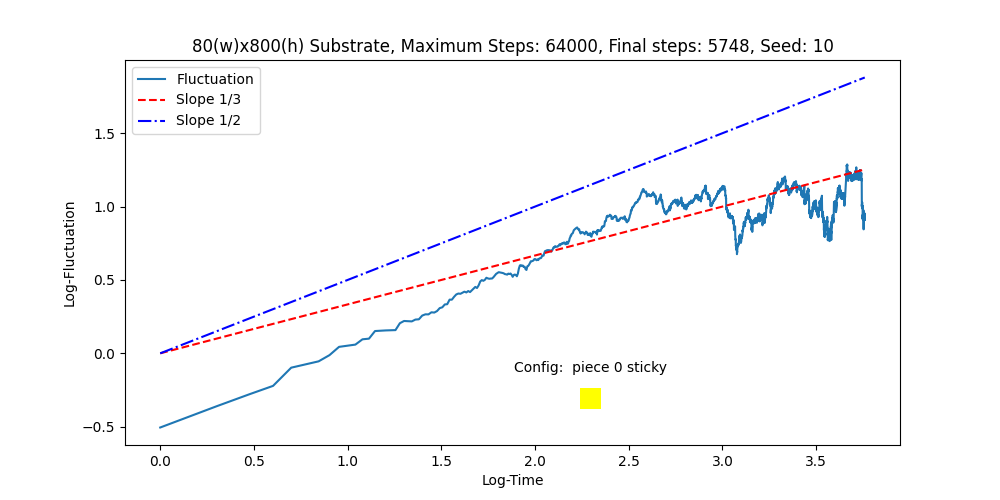 80(w)x800(h) Substrate, Maximum Steps: 64000, Final steps: 5748, Seed: 10
Fluctuation
Slope 1/3
Slope 1/2
1.5
1.0
0.5
0.0
−0.5
Log-Fluctuation
Config:  piece 0 sticky
0.0 0.5 1.0 1.5 2.0 2.5 3.0 3.5
Log-Time